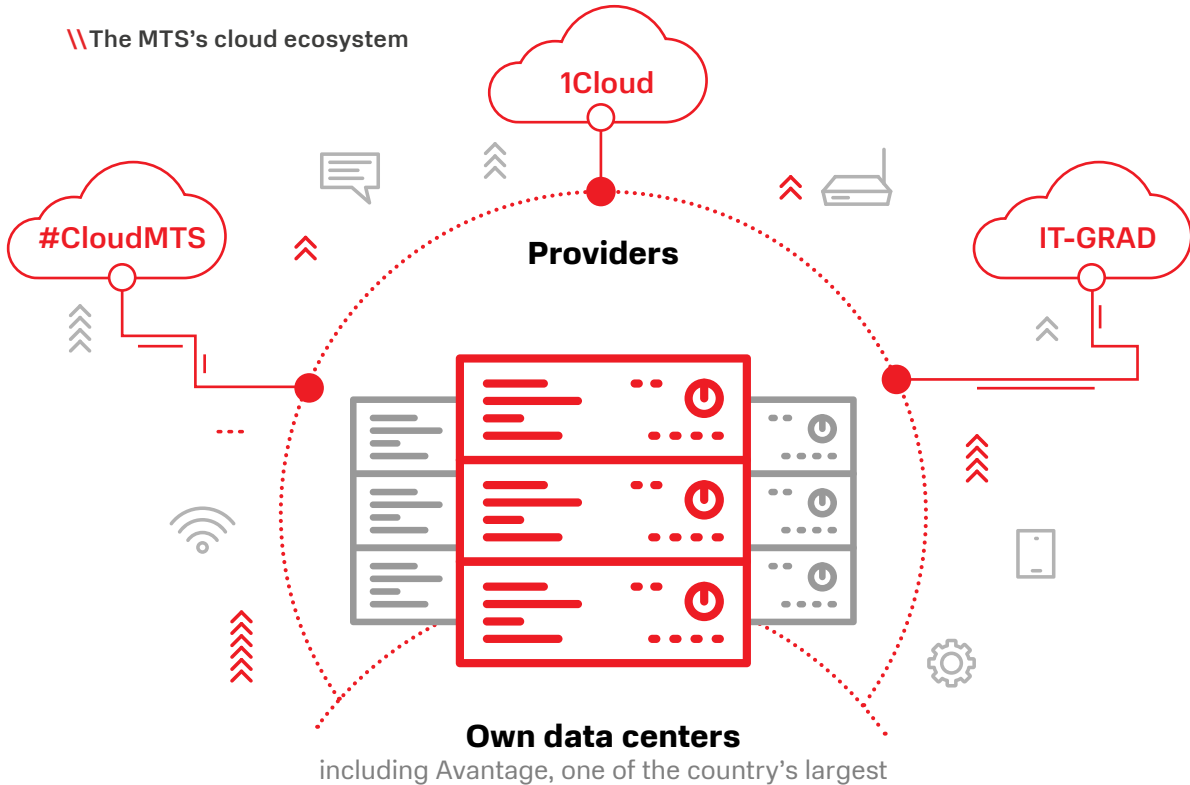 \\The MTS's cloud ecosystem
1Cloud
#CloudMTS
IT-GRAD
Providers
Own data centers
including Avantage, one of the country's largest